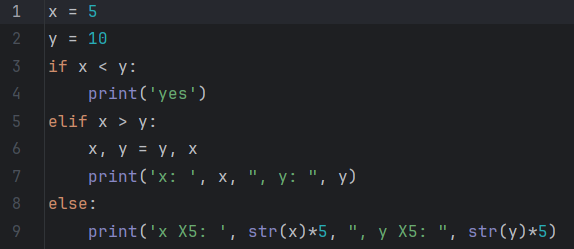 1 x = 5
2 y = 10
3 if x < y:
4     print('yes')
5 elif x > y:
6     x, y = y, x
7     print('x: ', x, ", y: ", y)
8 else:
9     print('x X5: ', str(x)*5, ", y X5: ", str(y)*5)